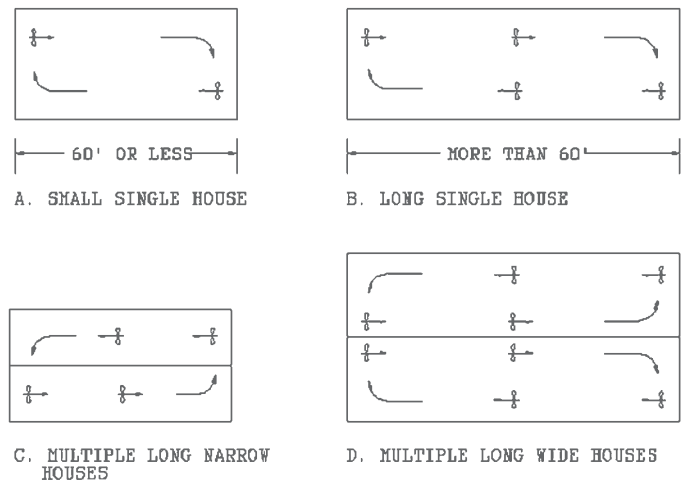 60' OR LESS
MORE THAN 60'
A. SMALL SINGLE HOUSE
B. LONG SINGLE HOUSE
C. MULTIPLE LONG NARROW
HOUSES
D. MULTIPLE LONG WIDE HOUSES